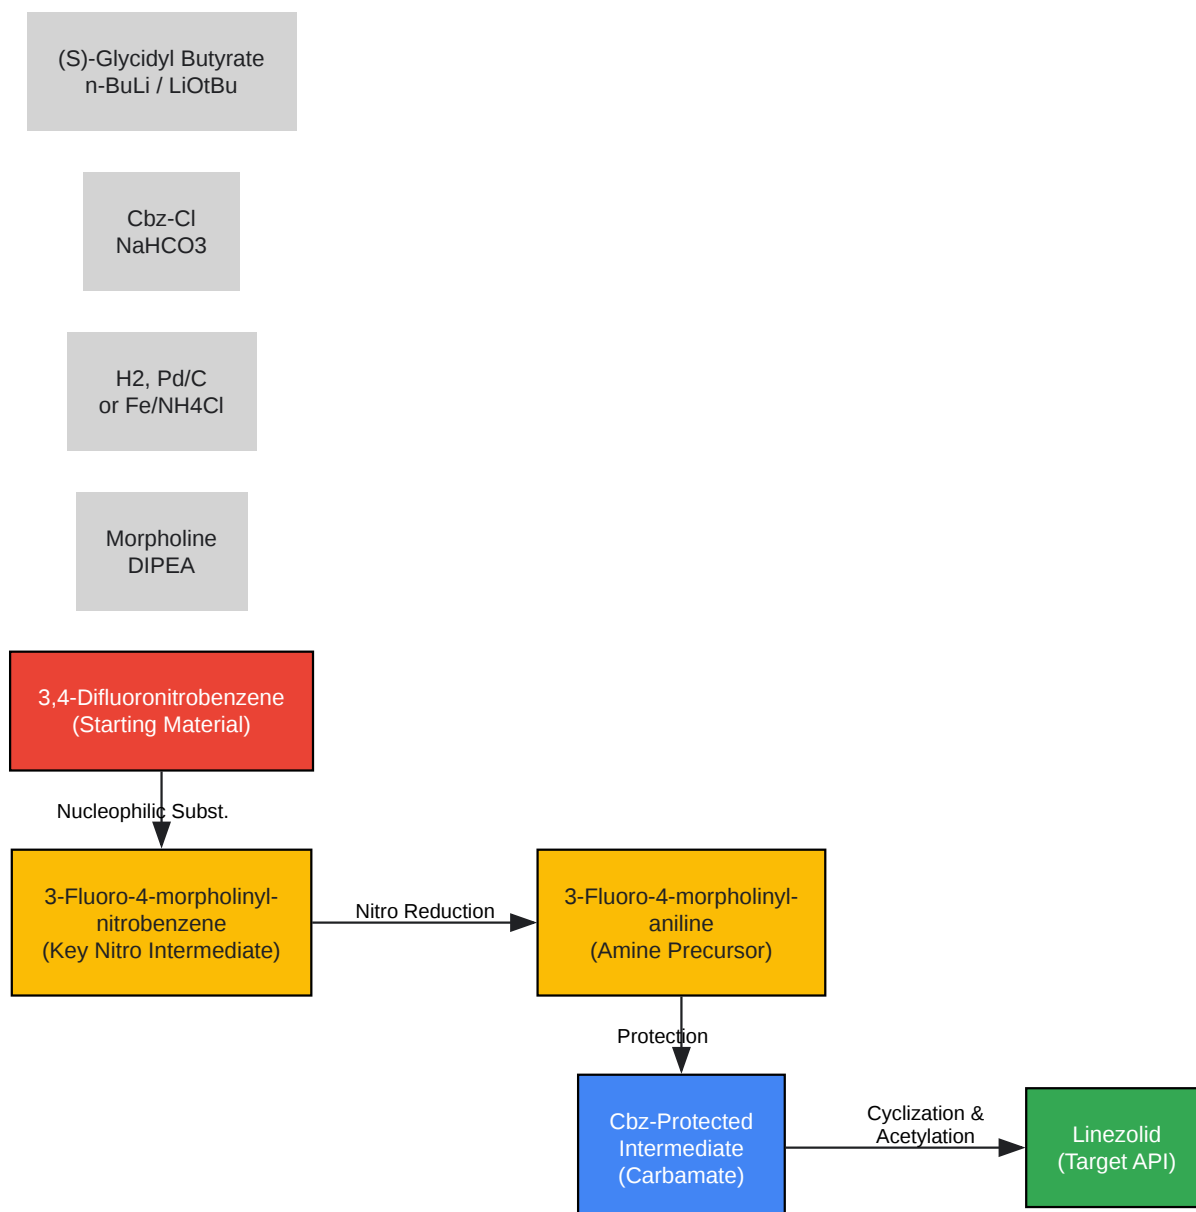 (S)-Glycidyl Butyrate
n-BuLi / LiOtBu
Cbz-Cl
NaHCO3
H2, Pd/C
or Fe/NH4Cl
Morpholine
DIPEA
3,4-Difluoronitrobenzene
(Starting Material)
Nucleophilic Subst.
3-Fluoro-4-morpholinyl-
nitrobenzene
(Key Nitro Intermediate)
Nitro Reduction
3-Fluoro-4-morpholinyl-
aniline
(Amine Precursor)
Protection
Cbz-Protected
Intermediate
(Carbamate)
Cyclization &
Acetylation
Linezolid
(Target API)